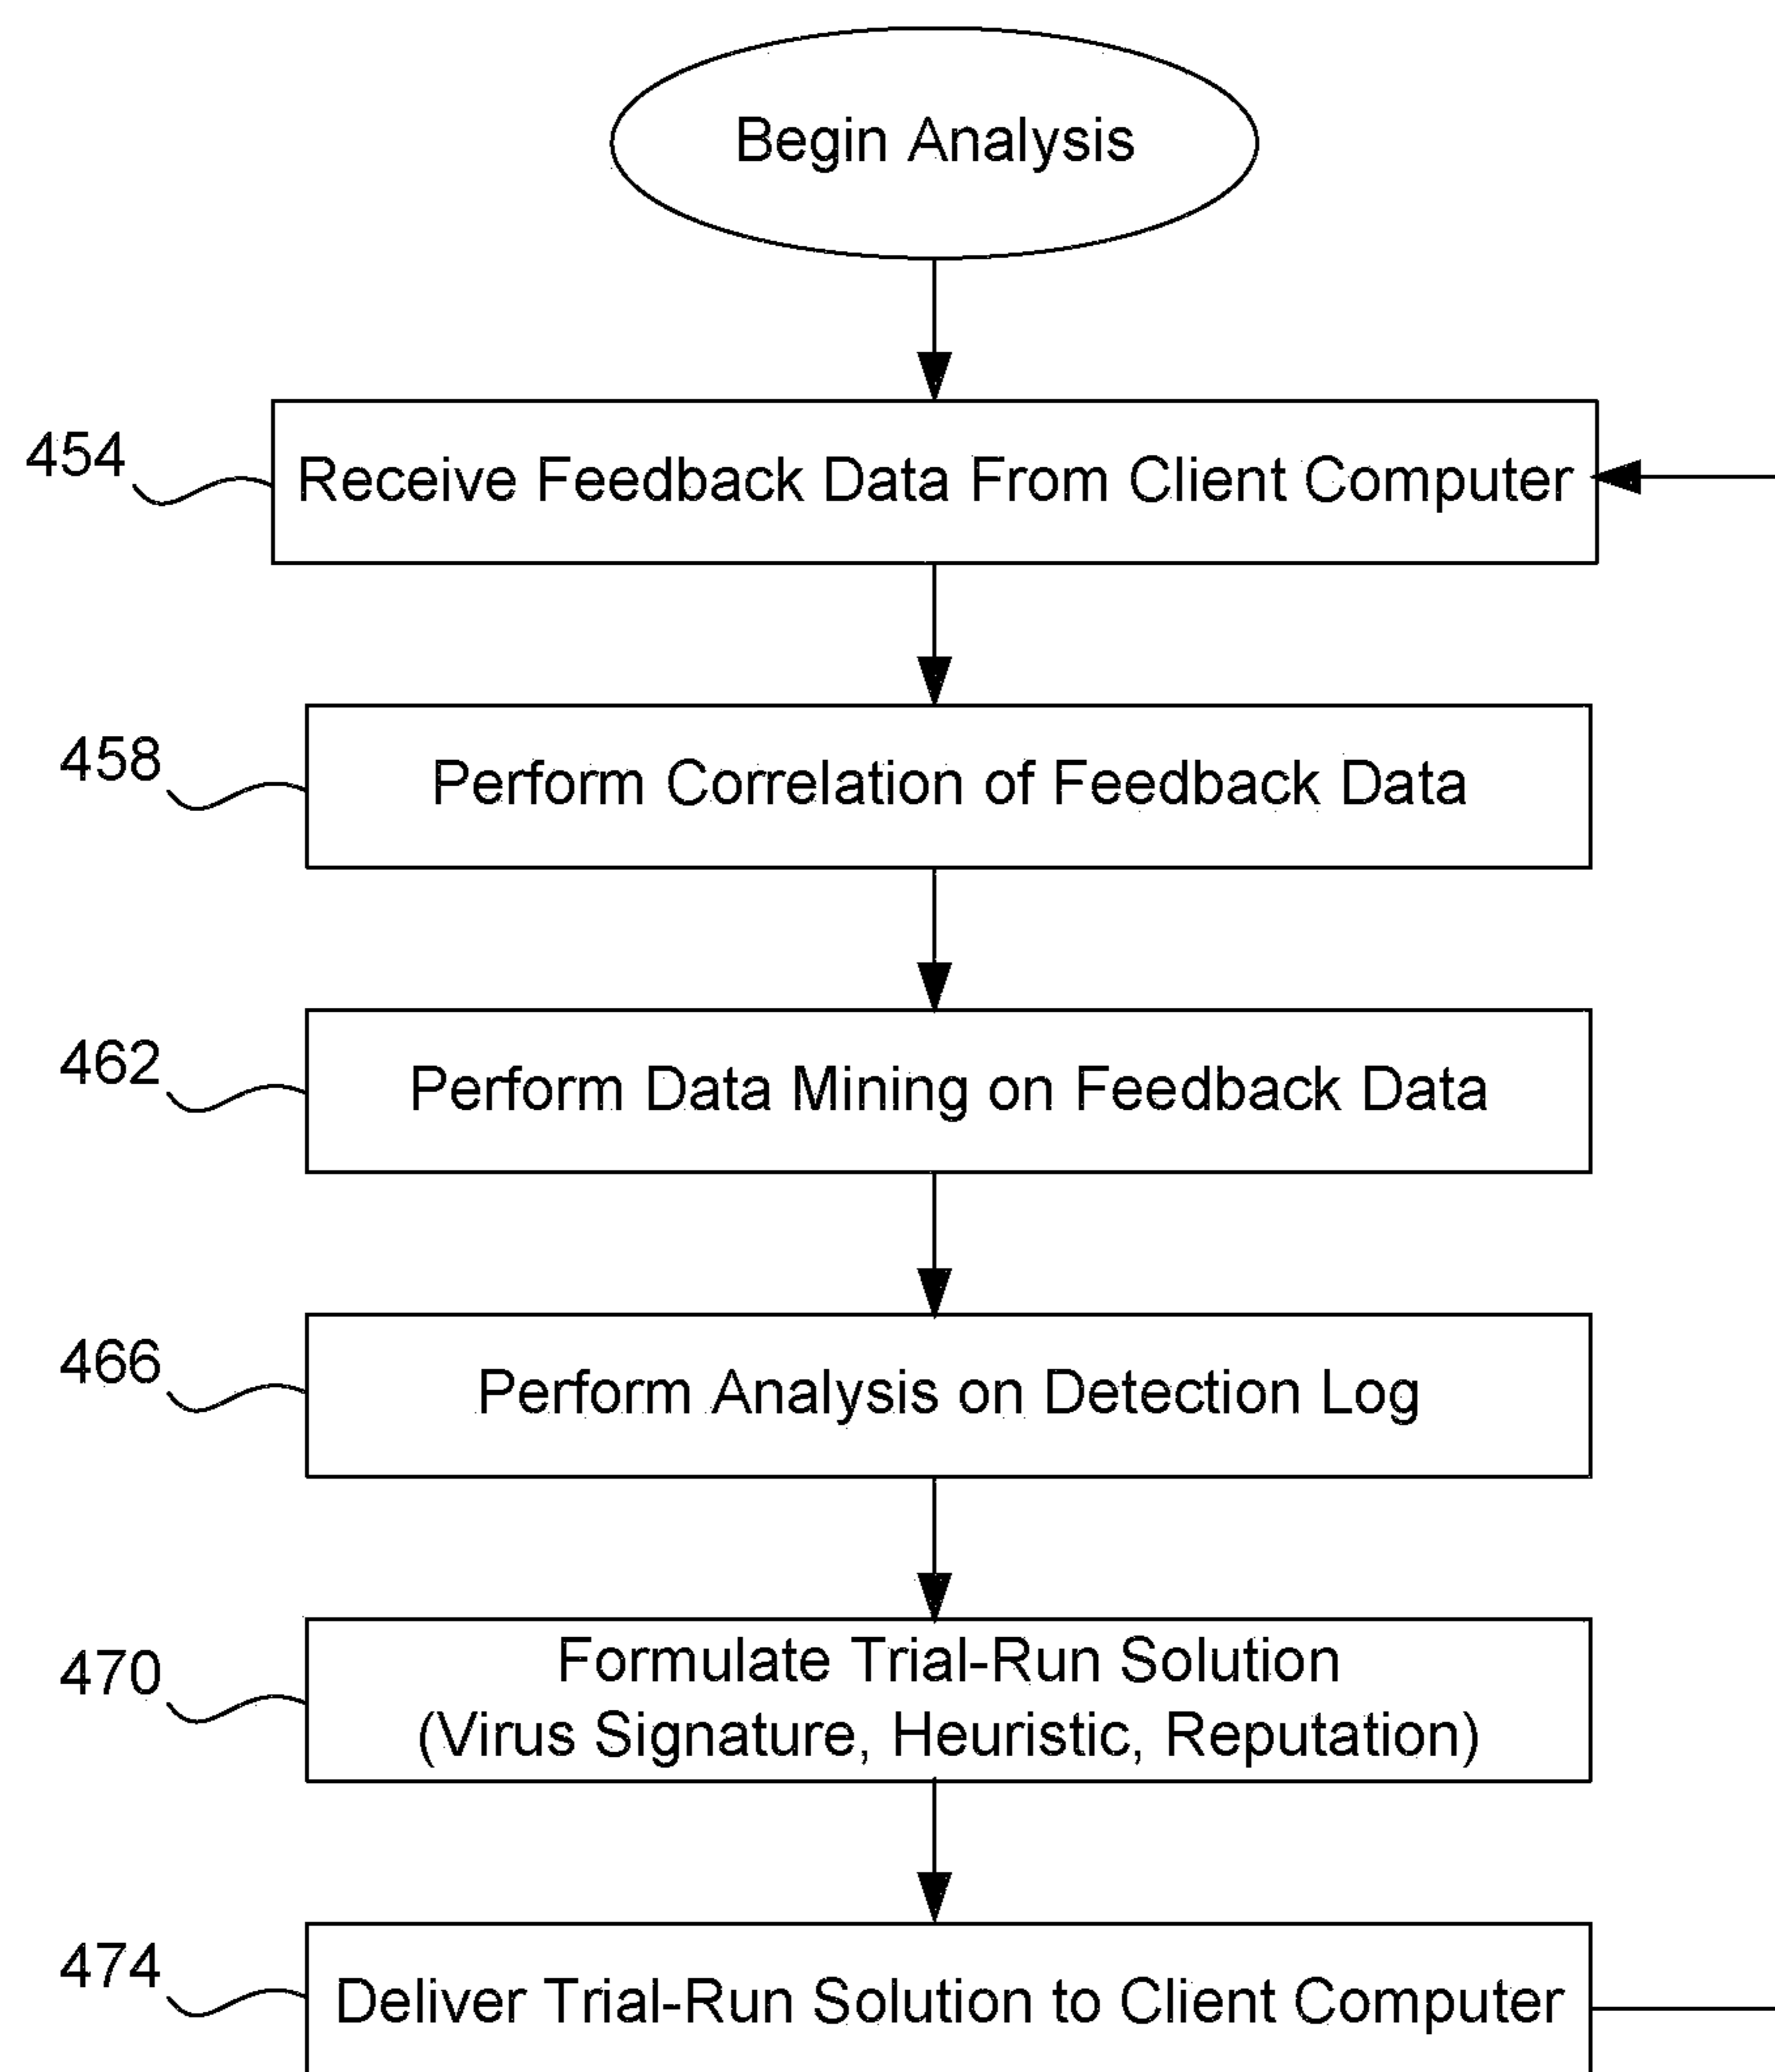 Begin Analysis
454
Receive Feedback Data From Client Computer
458
Perform Correlation of Feedback Data
462
Perform Data Mining on Feedback Data
466
Perform Analysis on Detection Log
470
Formulate Trial-Run Solution
(Virus Signature, Heuristic, Reputation)
474
Deliver Trial-Run Solution to Client Computer